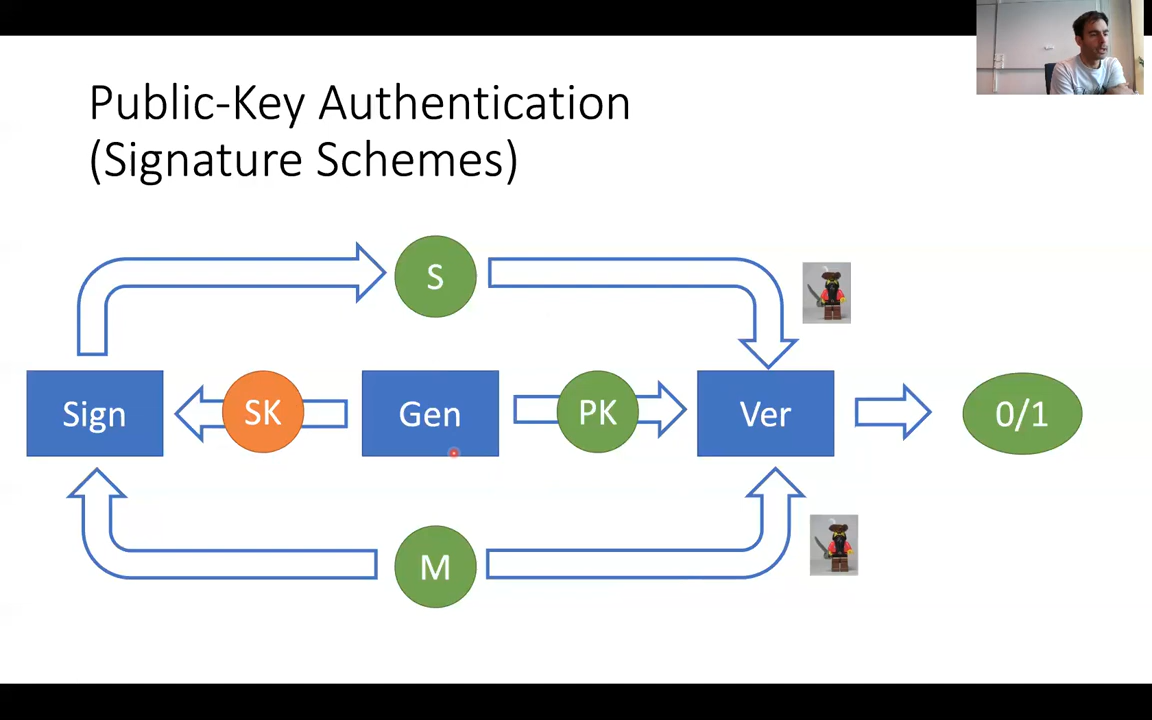 Public-Key Authentication
(Signature Schemes)
S
Sign
SK
Gen
PK
Ver
0/1
M